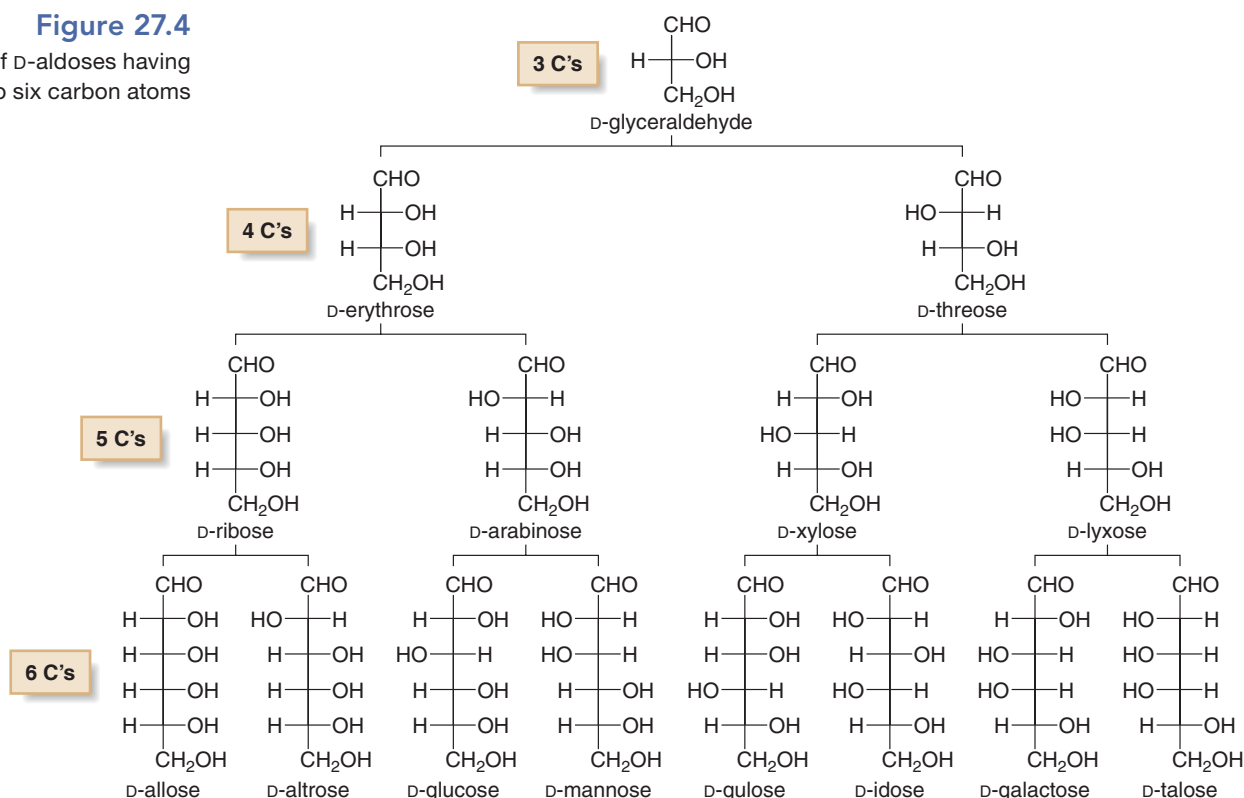 Figure 27.4
of D-aldoses having
o six carbon atoms
3 C's
CHO
H OH
CH2OH
D-glyceraldehyde
4 C's
CHO CHO
H OH HO H
H OH H OH
CH2OH CH2OH
D-erythrose D-threose
5 C's
CHO CHO CHO CHO
H OH HO H H OH HO H
H OH H OH HO H HO H
H OH H OH H OH H OH
CH2OH CH2OH CH2OH CH2OH
D-ribose D-arabinose D-xylose D-lyxose
6 C's
CHO CHO CHO CHO CHO CHO CHO CHO
H OH HO H H OH HO H H OH HO H H OH HO H
H OH H OH HO H HO H H OH H OH HO H HO H
H OH H OH H OH H OH HO H HO H HO H HO H
H OH H OH H OH H OH H OH H OH H OH H OH
CH2OH CH2OH CH2OH CH2OH CH2OH CH2OH CH2OH CH2OH
D-allose D-altrose D-glucose D-mannose D-gulose D-idose D-galactose D-talose